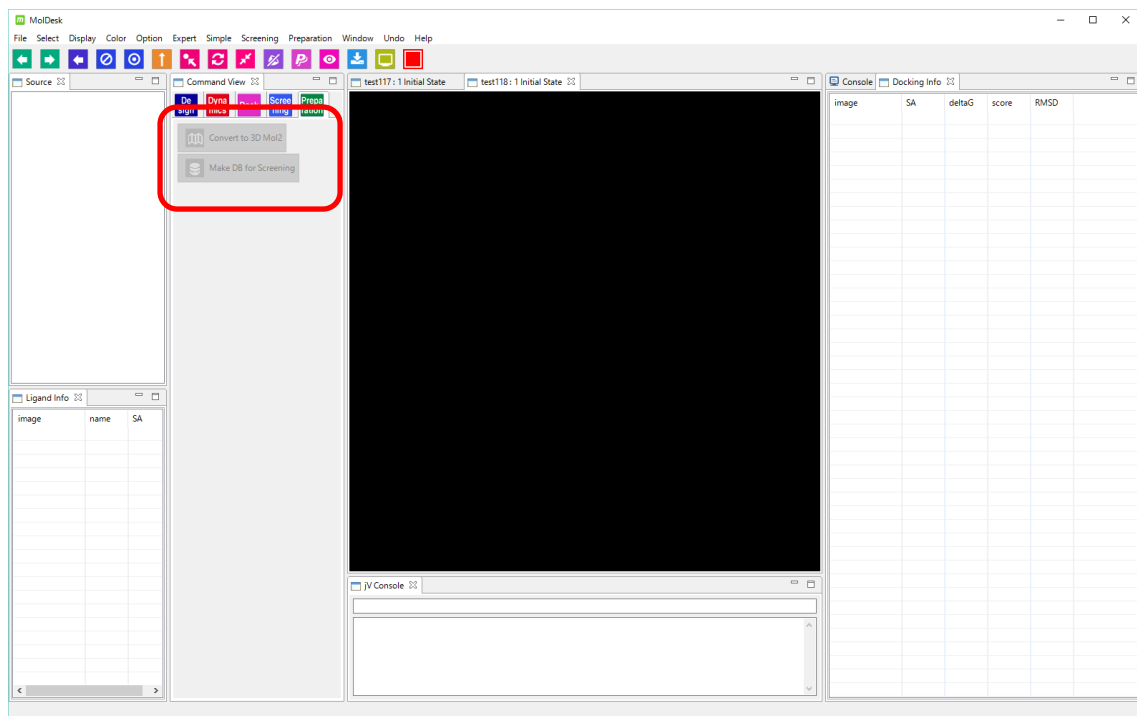 MolDesk
File Select Display Color Option Expert Simple Screening Preparation Window Undo Help
Source
Command View
test117 : 1 Initial State
test118 : 1 Initial State
Console
Docking Info
De
sign
Dyna
mics
Scree
ning
Prepa
ration
Convert to 3D Mol2
Make DB for Screening
image SA deltaG score RMSD
Ligand Info
image name SA
jV Console